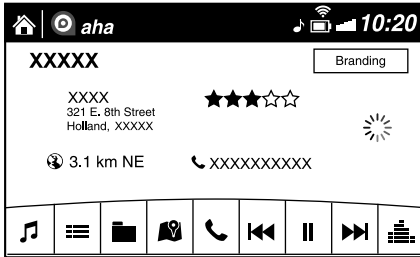 aha 10:20
XXXXX Branding
XXXX
321 E. 8th Street
Holland, XXXXX
3.1 km NE XXXXXXXXXX